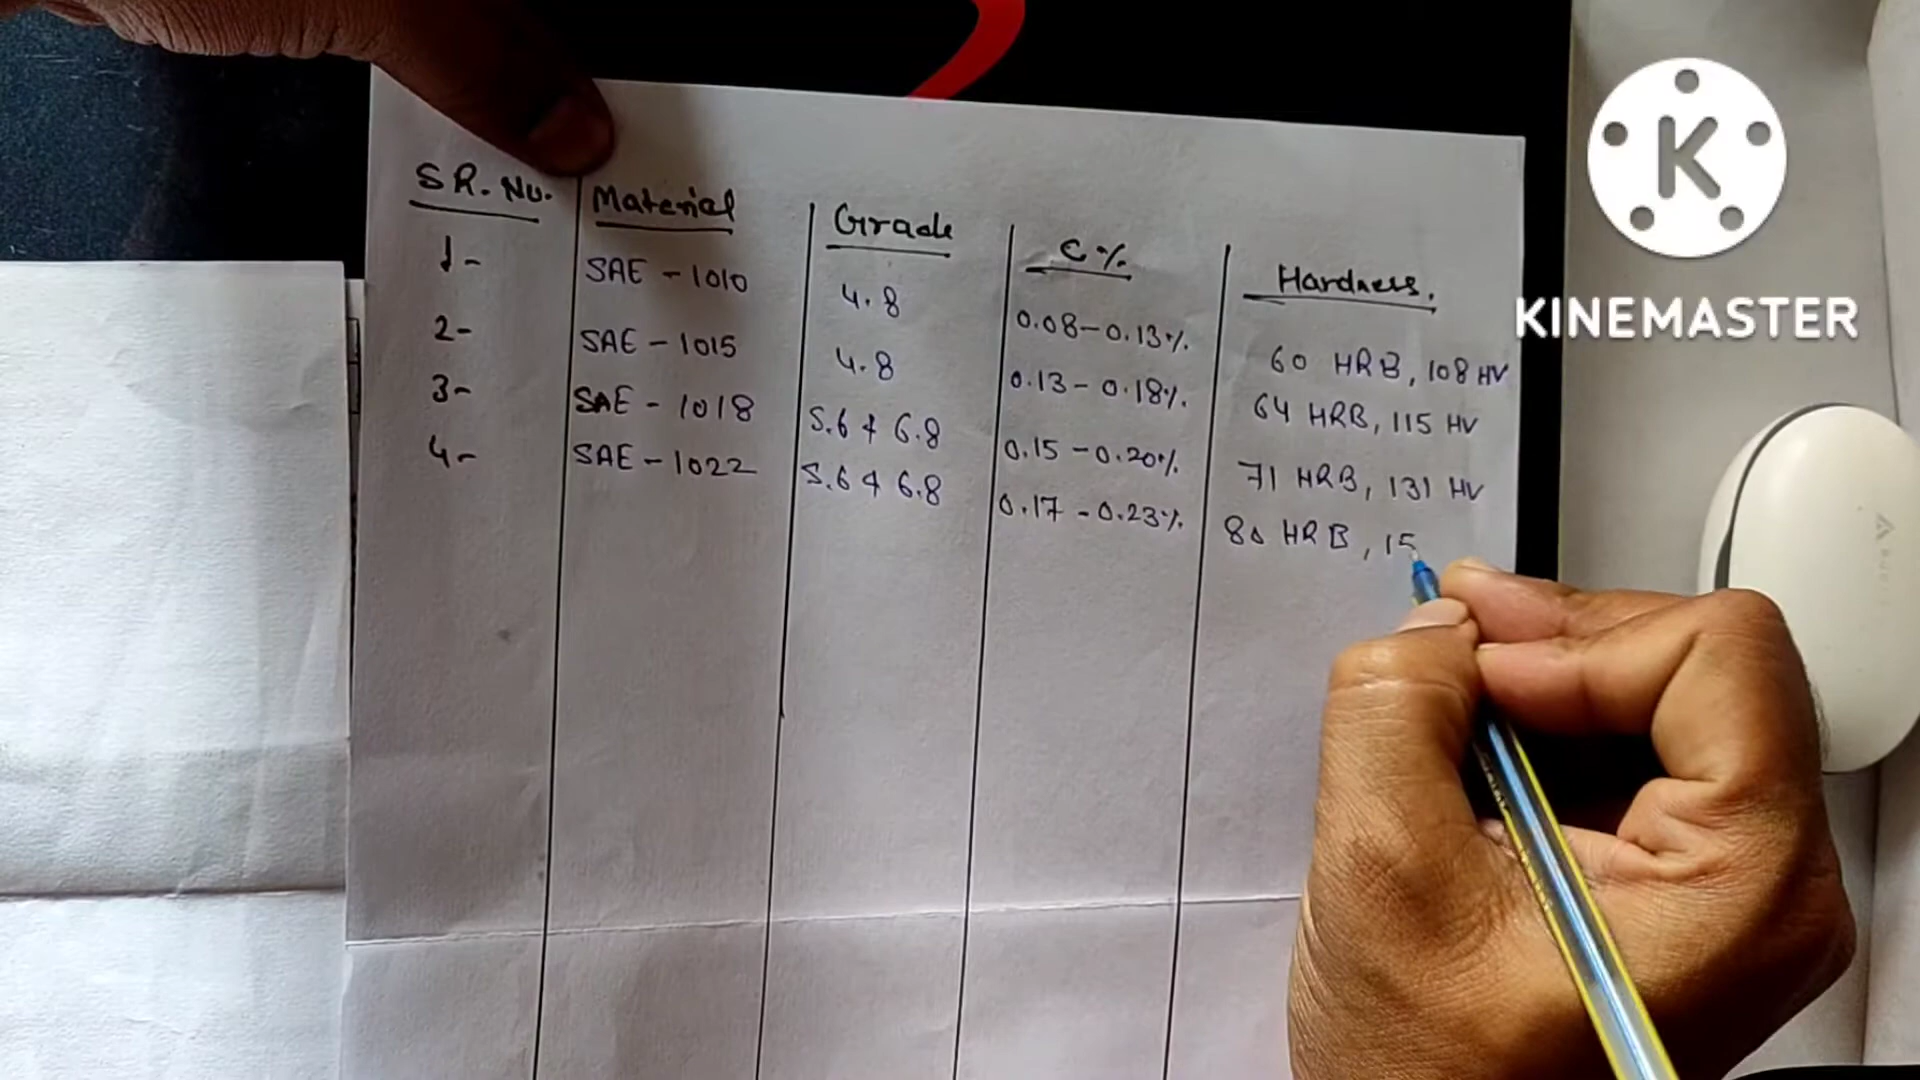 SR. No. Material Grade C% Hardness.
1- SAE - 1010 4.8 0.08-0.13% 60 HRB, 108 HV
2- SAE - 1015 4.8 0.13 - 0.18% 64 HRB, 115 HV
3- SAE - 1018 5.6 & 6.8 0.15 - 0.20% 71 HRB, 131 HV
4- SAE - 1022 5.6 & 6.8 0.17 - 0.23% 80 HRB, 15
K
KINEMASTER